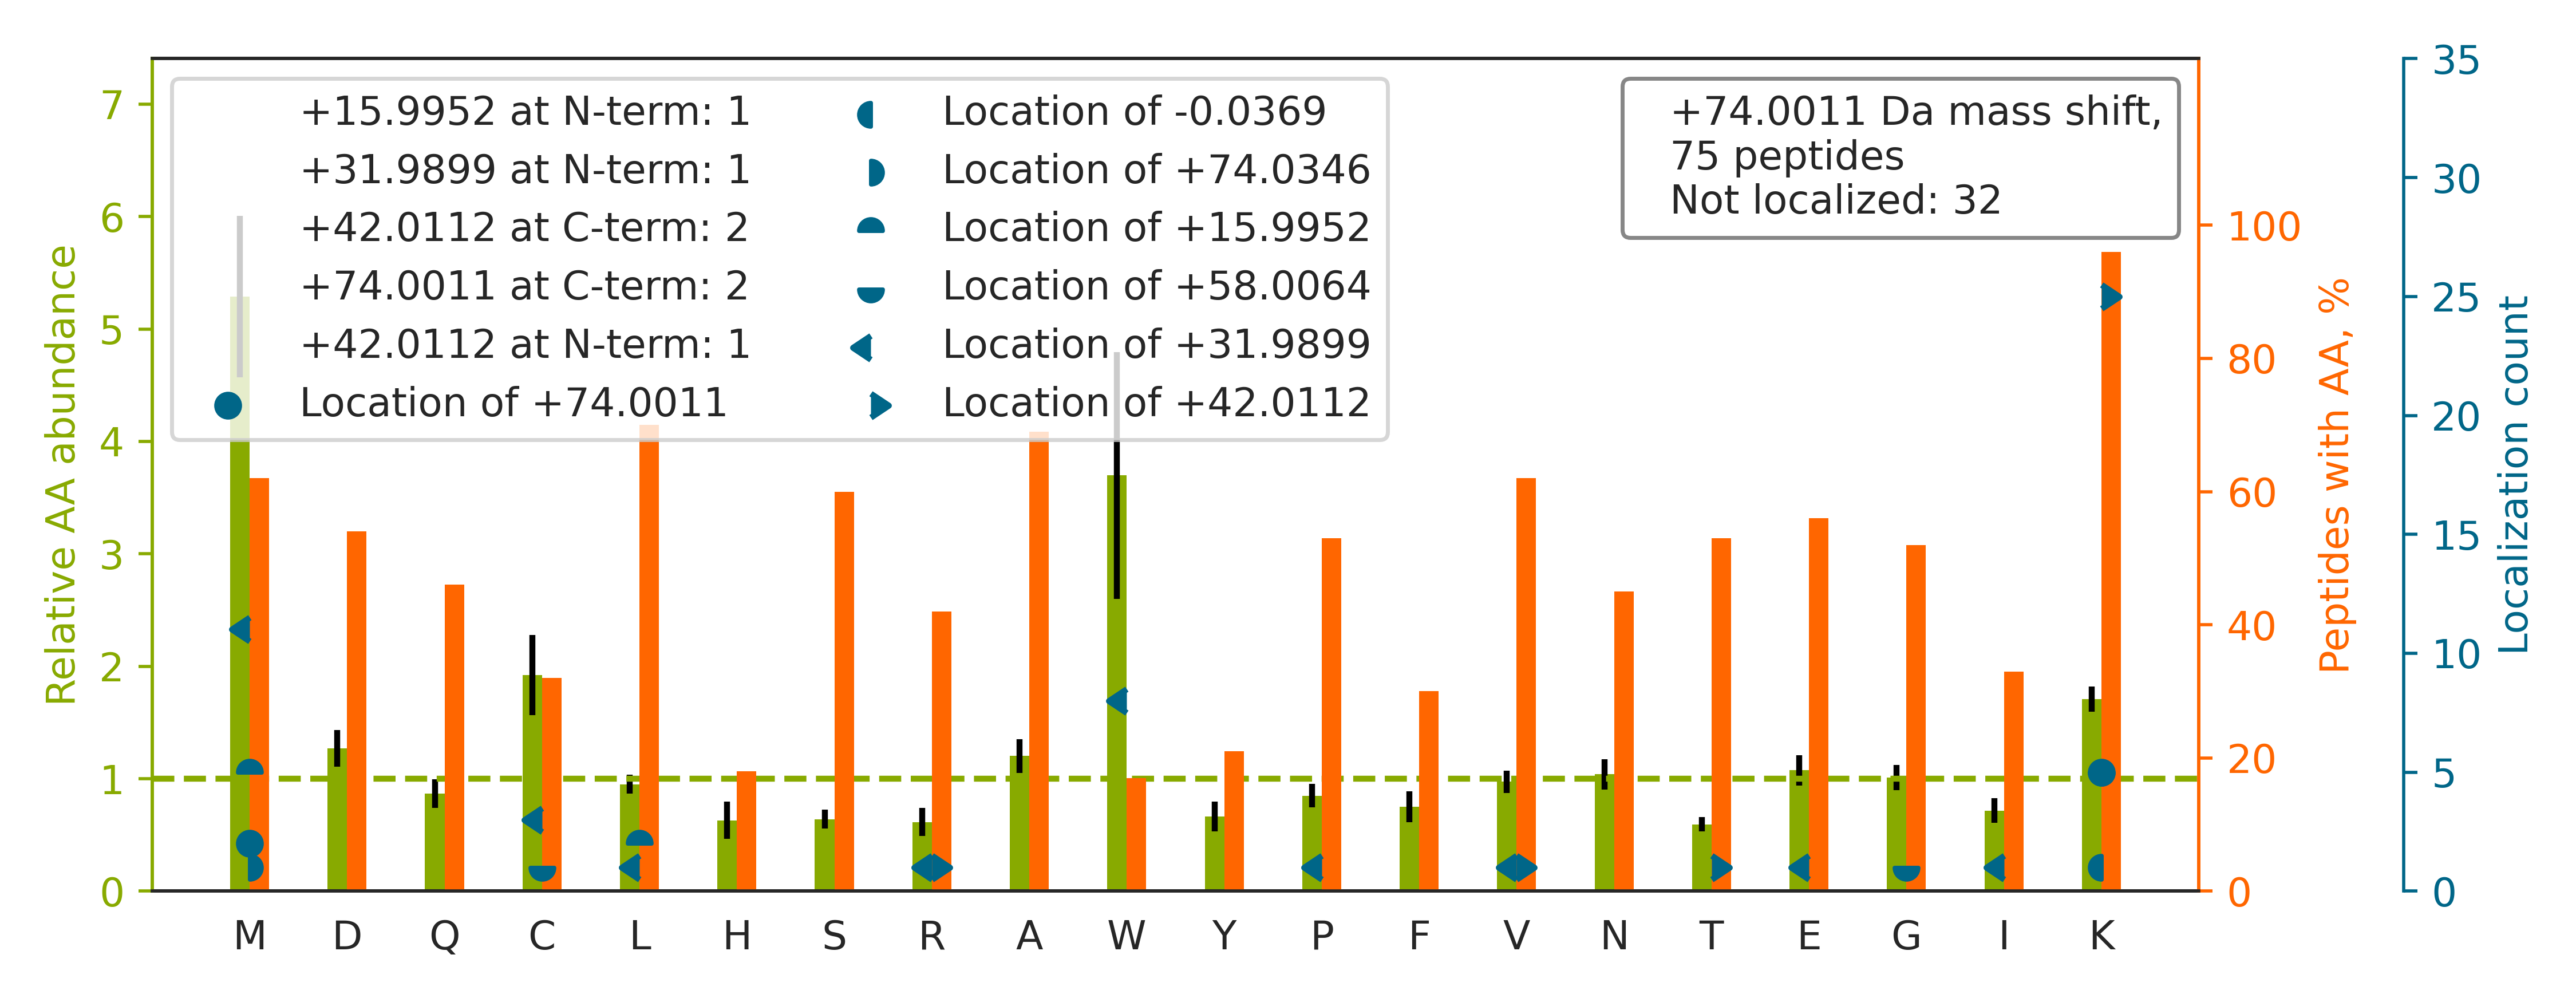 +15.9952 at N-term: 1
+31.9899 at N-term: 1
+42.0112 at C-term: 2
+74.0011 at C-term: 2
+42.0112 at N-term: 1
Location of +74.0011
Location of -0.0369
Location of +74.0346
Location of +15.9952
Location of +58.0064
Location of +31.9899
Location of +42.0112
+74.0011 Da mass shift,
75 peptides
Not localized: 32
Relative AA abundance
7
6
5
4
3
2
1
0
M D Q C L H S R A W Y P F V N T E G I K
100
80
60
40
20
0
Peptides with AA, %
35
30
25
20
15
10
5
0
Localization count